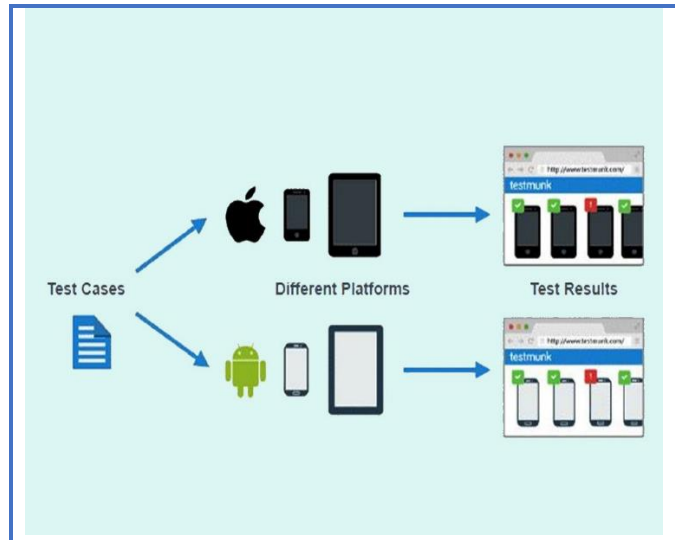 http://www.testmunk.com/
testmunk
Test Cases
Different Platforms
Test Results
http://www.testmunk.com/
testmunk